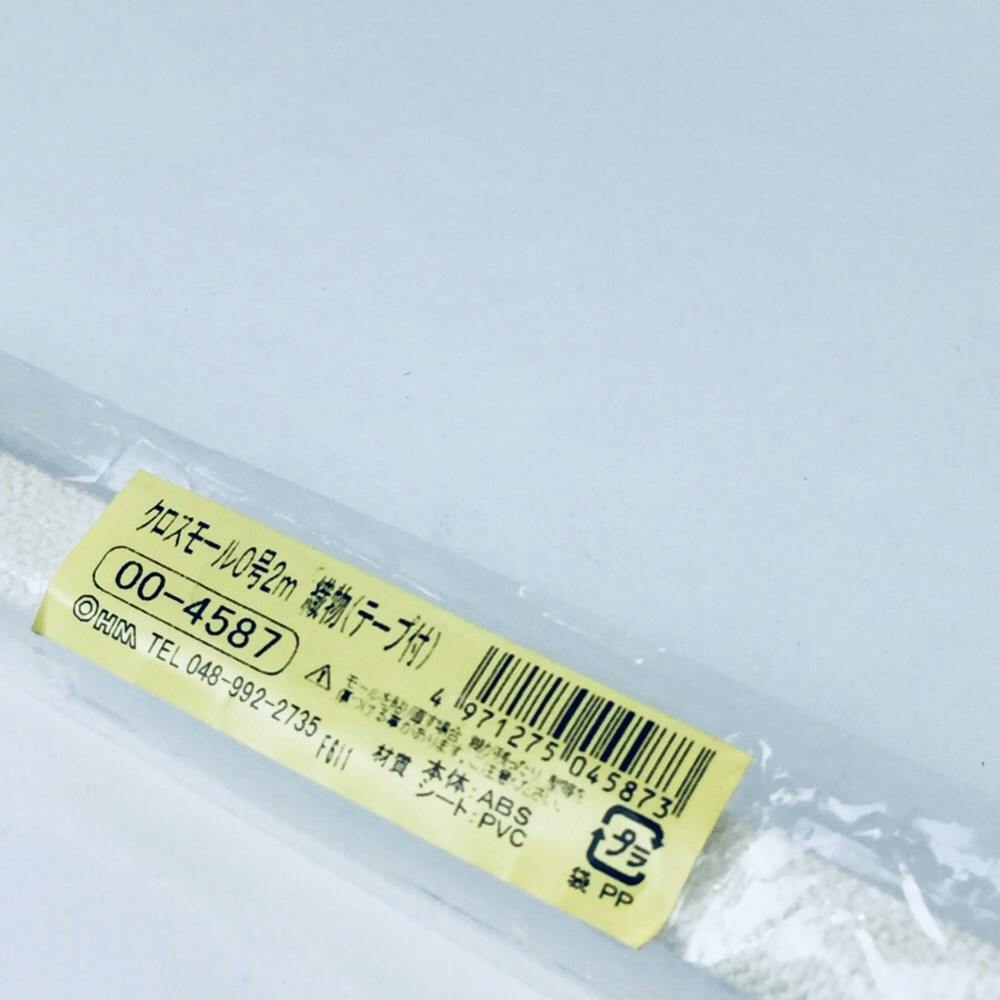 クロスモール0号2m 織物(テープ付)
00-4587
OHM TEL 048-992-2735
F611
4 971275 045873
材質 本体:ABS
シート:PVC
プラ
袋 PP